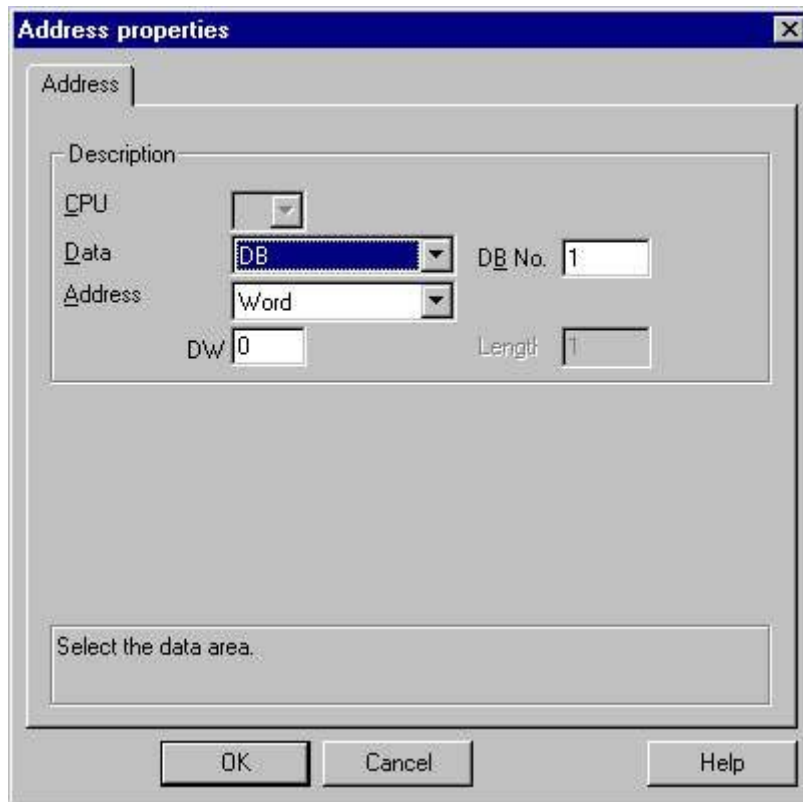 Address properties
Address
Description
CPU
Data DB DB No. 1
Address Word
DW 0 Length 1
Select the data area.
OK Cancel Help